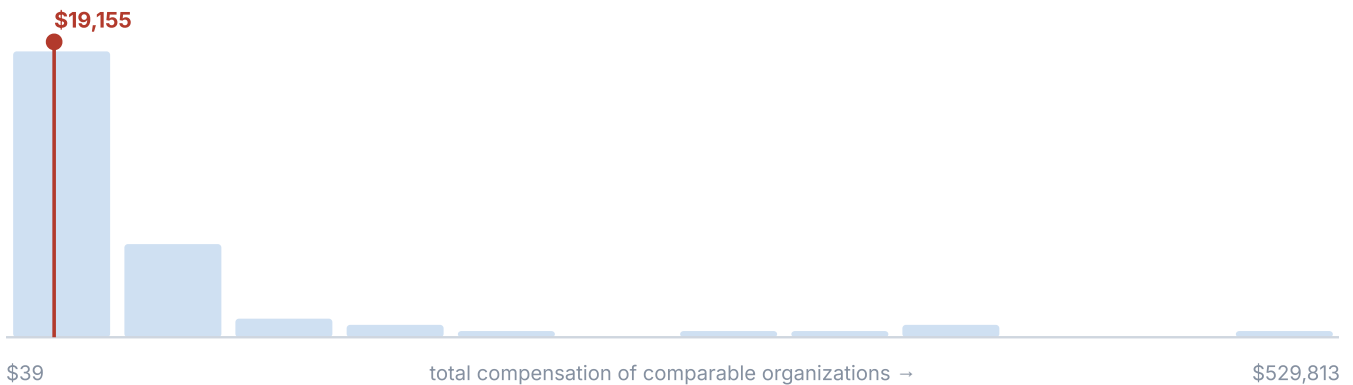 $19,155
$39 total compensation of comparable organizations → $529,813